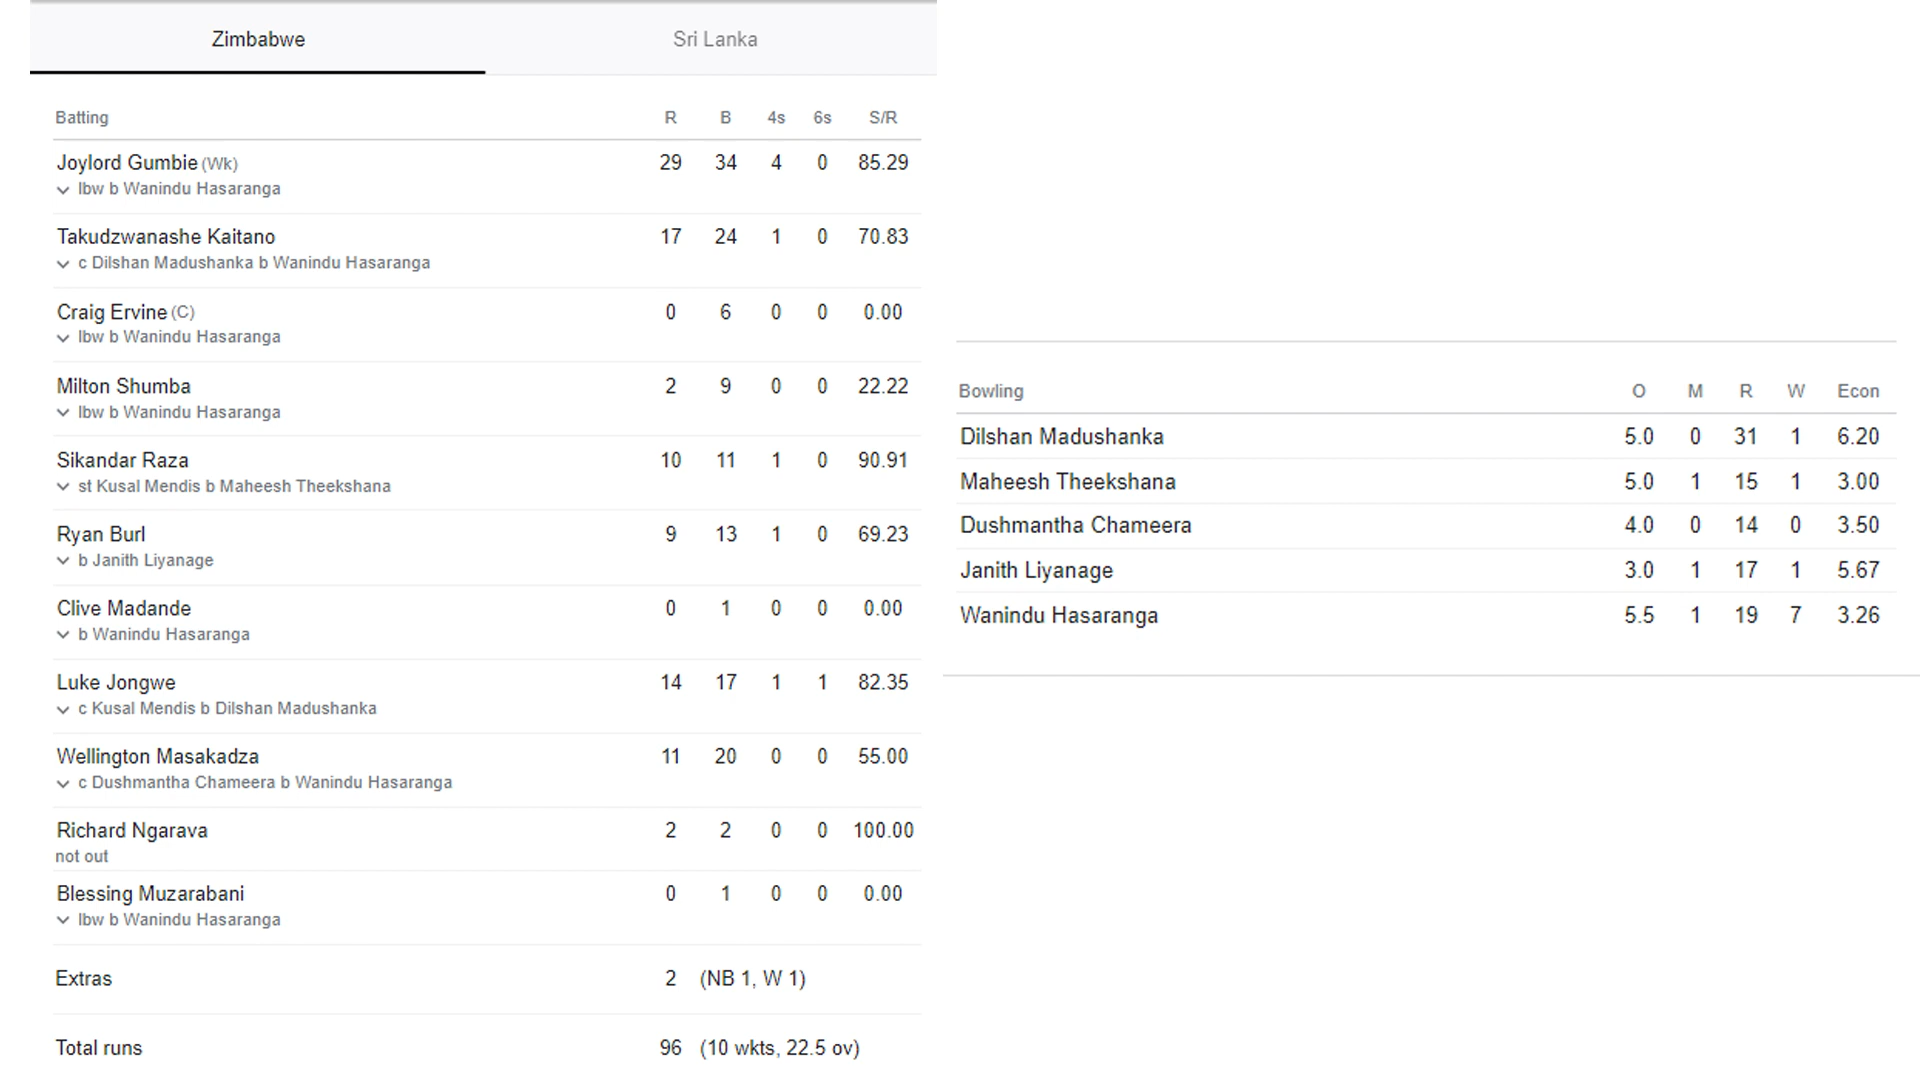 Zimbabwe Sri Lanka
Batting R B 4s 6s S/R
Joylord Gumbie (Wk) 29 34 4 0 85.29
lbw b Wanindu Hasaranga
Takudzwanashe Kaitano 17 24 1 0 70.83
c Dilshan Madushanka b Wanindu Hasaranga
Craig Ervine (C) 0 6 0 0 0.00
lbw b Wanindu Hasaranga
Milton Shumba 2 9 0 0 22.22
lbw b Wanindu Hasaranga
Sikandar Raza 10 11 1 0 90.91
st Kusal Mendis b Maheesh Theekshana
Ryan Burl 9 13 1 0 69.23
b Janith Liyanage
Clive Madande 0 1 0 0 0.00
b Wanindu Hasaranga
Luke Jongwe 14 17 1 1 82.35
c Kusal Mendis b Dilshan Madushanka
Wellington Masakadza 11 20 0 0 55.00
c Dushmantha Chameera b Wanindu Hasaranga
Richard Ngarava 2 2 0 0 100.00
not out
Blessing Muzarabani 0 1 0 0 0.00
lbw b Wanindu Hasaranga
Extras 2 (NB 1, W 1)
Total runs 96 (10 wkts, 22.5 ov)
Bowling O M R W Econ
Dilshan Madushanka 5.0 0 31 1 6.20
Maheesh Theekshana 5.0 1 15 1 3.00
Dushmantha Chameera 4.0 0 14 0 3.50
Janith Liyanage 3.0 1 17 1 5.67
Wanindu Hasaranga 5.5 1 19 7 3.26